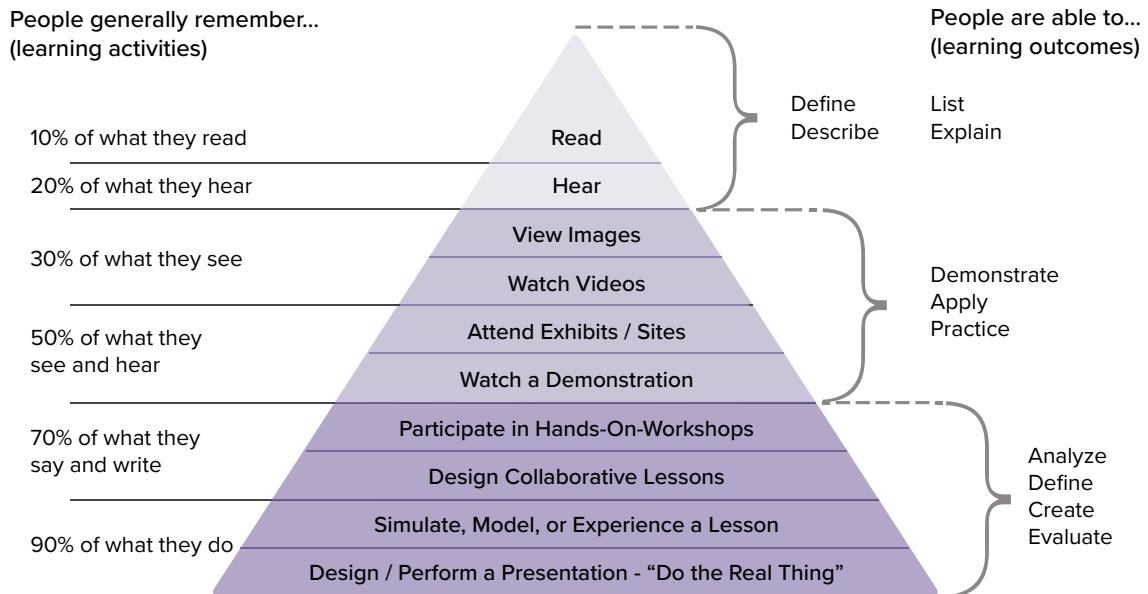 People generally remember...
(learning activities)
People are able to...
(learning outcomes)
10% of what they read
20% of what they hear
30% of what they see
50% of what they
see and hear
70% of what they
say and write
90% of what they do
Read
Hear
View Images
Watch Videos
Attend Exhibits / Sites
Watch a Demonstration
Participate in Hands-On-Workshops
Design Collaborative Lessons
Simulate, Model, or Experience a Lesson
Design / Perform a Presentation - “Do the Real Thing”
Define List
Describe Explain
Demonstrate
Apply
Practice
Analyze
Define
Create
Evaluate